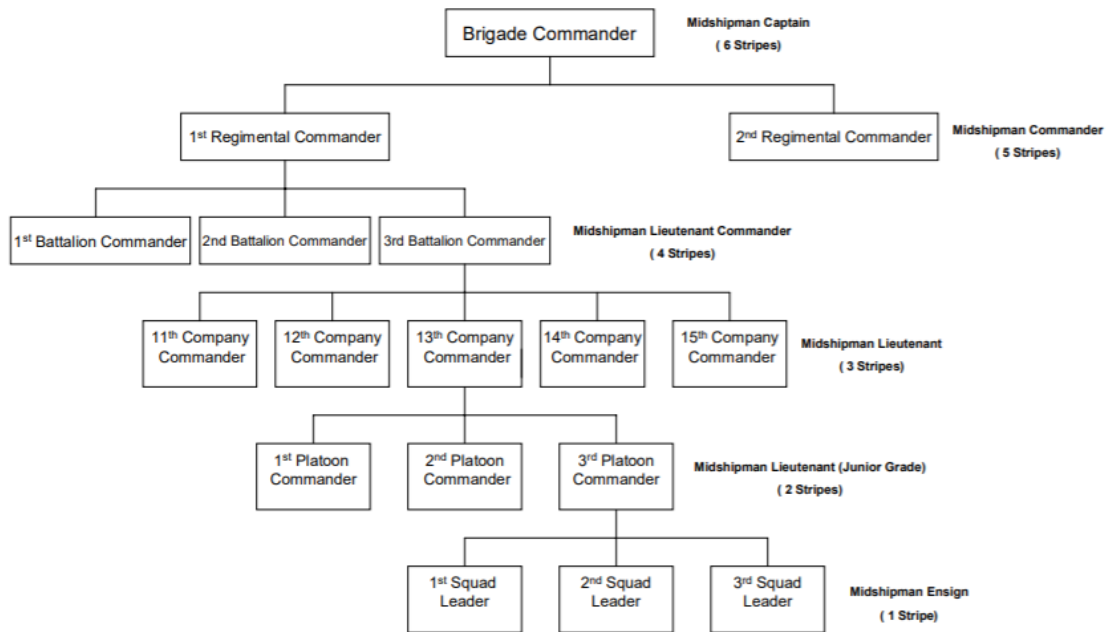 Brigade Commander
Midshipman Captain
( 6 Stripes)
1st Regimental Commander
2nd Regimental Commander
Midshipman Commander
( 5 Stripes)
1st Battalion Commander
2nd Battalion Commander
3rd Battalion Commander
Midshipman Lieutenant Commander
( 4 Stripes)
11th Company
Commander
12th Company
Commander
13th Company
Commander
14th Company
Commander
15th Company
Commander
Midshipman Lieutenant
( 3 Stripes)
1st Platoon
Commander
2nd Platoon
Commander
3rd Platoon
Commander
Midshipman Lieutenant (Junior Grade)
( 2 Stripes)
1st Squad
Leader
2nd Squad
Leader
3rd Squad
Leader
Midshipman Ensign
( 1 Stripe)